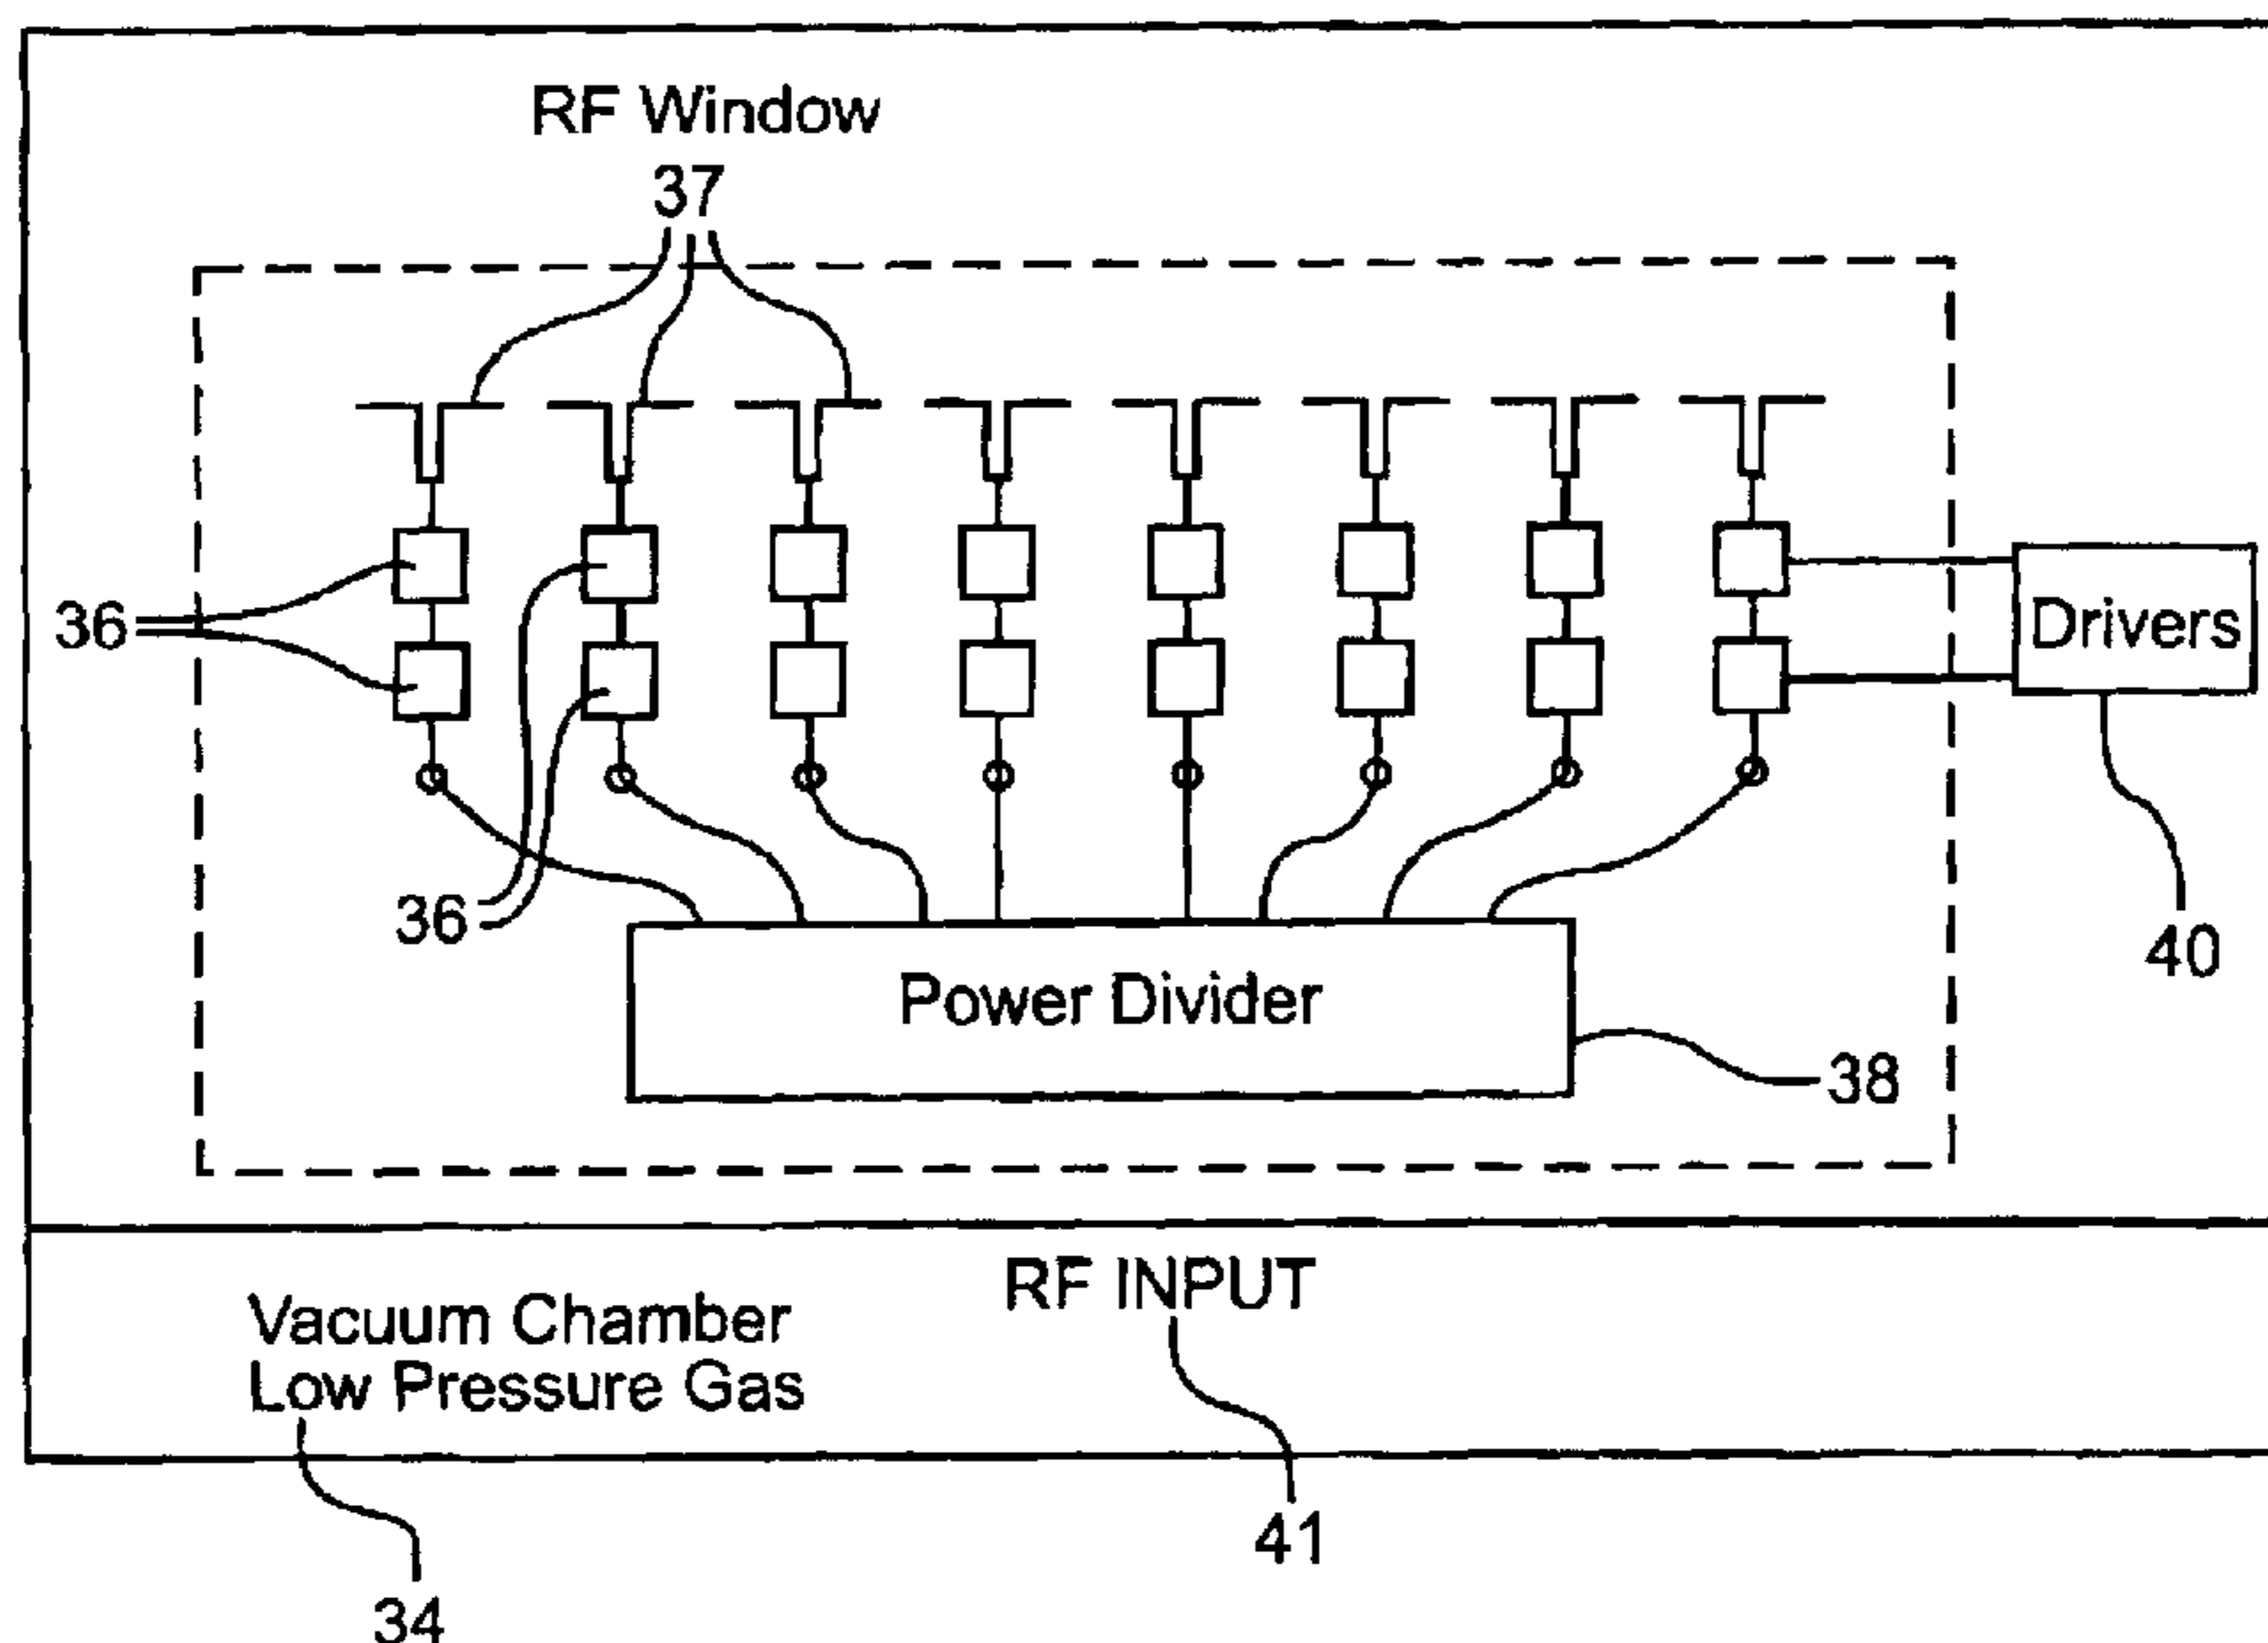 RF Window
37
36
Drivers
36
40
Power Divider
38
RF INPUT
Vacuum Chamber
Low Pressure Gas
41
34